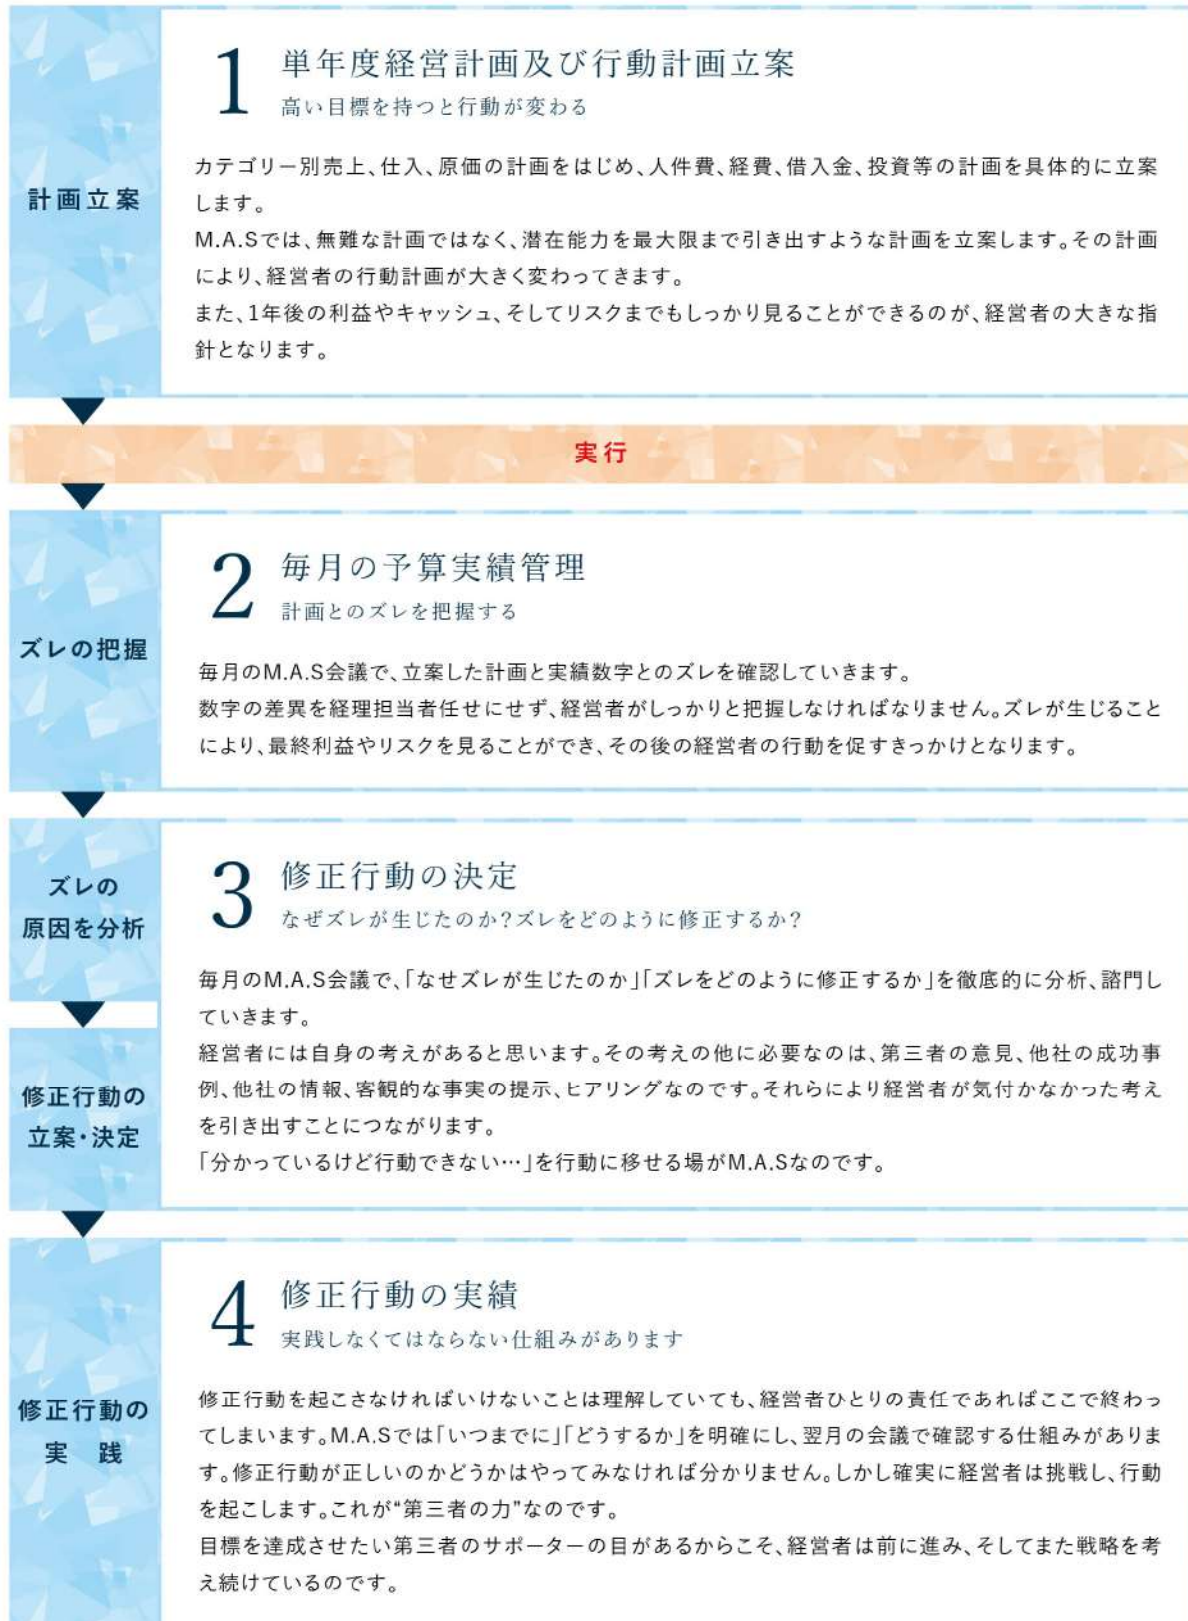 計画立案
1 単年度経営計画及び行動計画立案
高い目標を持つと行動が変わる
カテゴリー別売上、仕入、原価の計画をはじめ、人件費、経費、借入金、投資等の計画を具体的に立案
します。
M.A.Sでは、無難な計画ではなく、潜在能力を最大限まで引き出すような計画を立案します。その計画
により、経営者の行動計画が大きく変わってきます。
また、1年後の利益やキャッシュ、そしてリスクまでもしっかり見ることができるのが、経営者の大きな指
針となります。
実行
ズレの把握
2 毎月の予算実績管理
計画とのズレを把握する
毎月のM.A.S会議で、立案した計画と実績数字とのズレを確認していきます。
数字の差異を経理担当者任せにせず、経営者がしっかりと把握しなければなりません。ズレが生じること
により、最終利益やリスクを見ることができ、その後の経営者の行動を促すきっかけとなります。
ズレの
原因を分析
修正行動の
立案・決定
3 修正行動の決定
なぜズレが生じたのか?ズレをどのように修正するか?
毎月のM.A.S会議で、「なせズレが生じたのか」「ズレをどのように修正するか」を徹底的に分析、諮門し
ていきます。
経営者には自身の考えがあると思います。その考えの他に必要なのは、第三者の意見、他社の成功事
例、他社の情報、客観的な事実の提示、ヒアリングなのです。それらにより経営者が気付かなかった考え
を引き出すことにつながります。
「分かっているけど行動できない…」を行動に移せる場がM.A.Sなのです。
修正行動の
実 践
4 修正行動の実績
実践しなくてはならない仕組みがあります
修正行動を起こさなければいけないことは理解していても、経営者ひとりの責任であればここで終わっ
てしまいます。M.A.Sでは「いつまでに」「どうするか」を明確にし、翌月の会議で確認する仕組みがありま
す。修正行動が正しいのかどうかはやってみなければ分かりません。しかし確実に経営者は挑戦し、行動
を起こします。これが“第三者の力”なのです。
目標を達成させたい第三者のサポーターの目があるからこそ、経営者は前に進み、そしてまた戦略を考
え続けているのです。